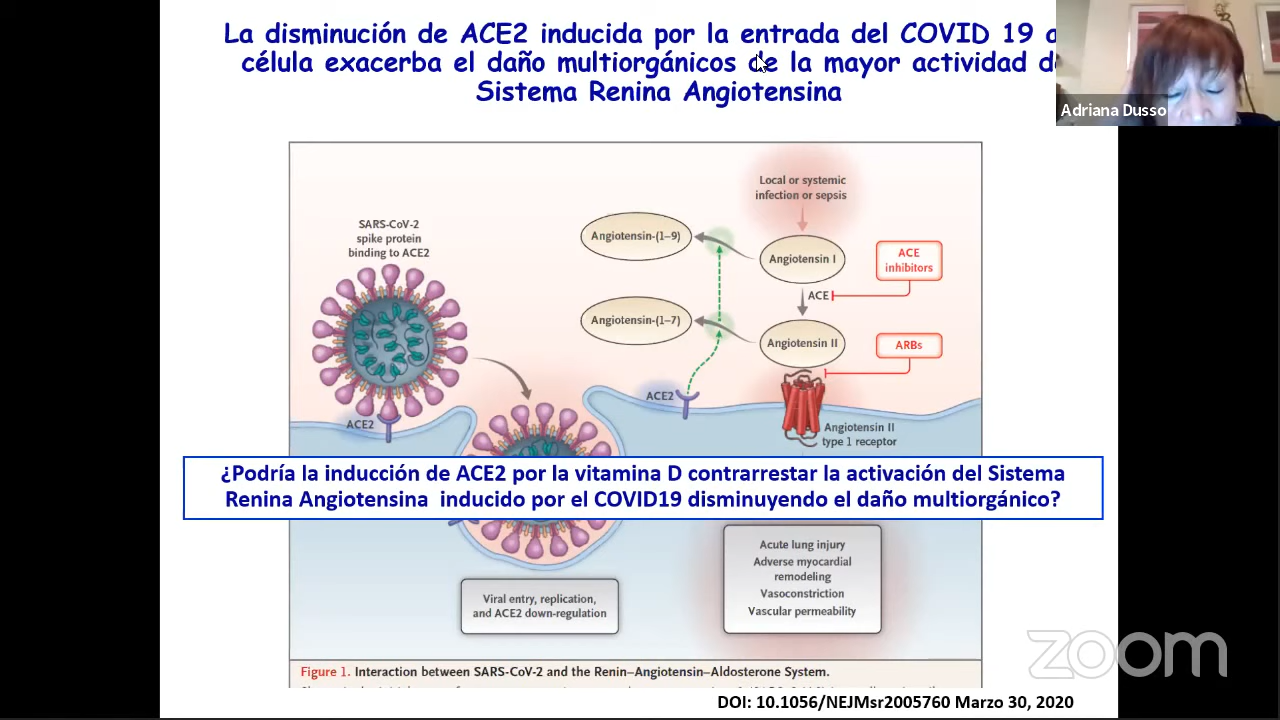 La disminución de ACE2 inducida por la entrada del COVID 19 a
célula exacerba el daño multiorgánicos de la mayor actividad de
Sistema Renina Angiotensina
Adriana Dusso
Local or systemic
infection or sepsis
SARS-CoV-2
spike protein
binding to ACE2
Angiotensin-(1–9)
Angiotensin I
ACE
inhibitors
ACE
Angiotensin-(1–7)
Angiotensin II
ARBs
ACE2
ACE2
Angiotensin II
type 1 receptor
¿Podría la inducción de ACE2 por la vitamina D contrarrestar la activación del Sistema
Renina Angiotensina inducido por el COVID19 disminuyendo el daño multiorgánico?
Acute lung injury
Adverse myocardial
remodeling
Vasoconstriction
Vascular permeability
Viral entry, replication,
and ACE2 down-regulation
zoom
Figure 1. Interaction between SARS-CoV-2 and the Renin–Angiotensin–Aldosterone System.
DOI: 10.1056/NEJMsr2005760 Marzo 30, 2020